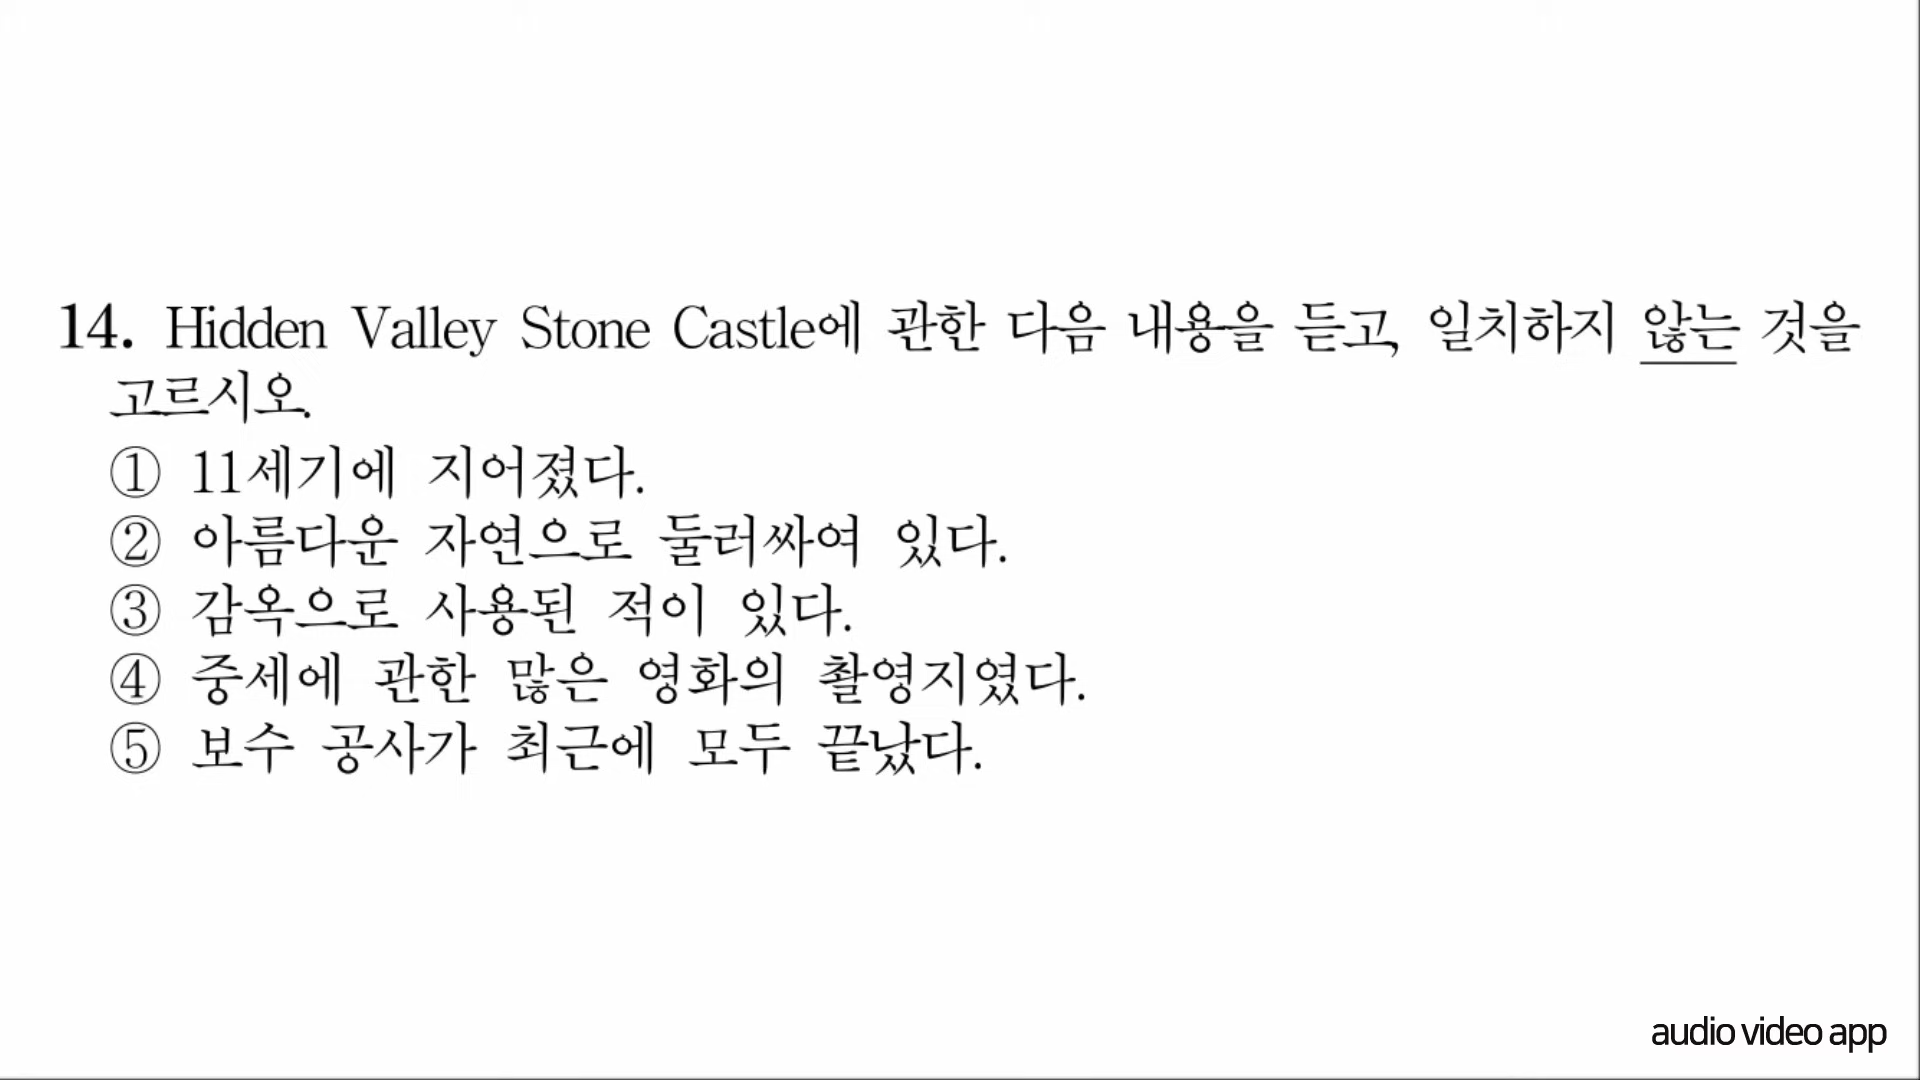 14. Hidden Valley Stone Castle에 관한 다음 내용을 듣고, 일치하지 않는 것을
고르시오.
① 11세기에 지어졌다.
② 아름다운 자연으로 둘러싸여 있다.
③ 감옥으로 사용된 적이 있다.
④ 중세에 관한 많은 영화의 촬영지였다.
⑤ 보수 공사가 최근에 모두 끝났다.
audio video app